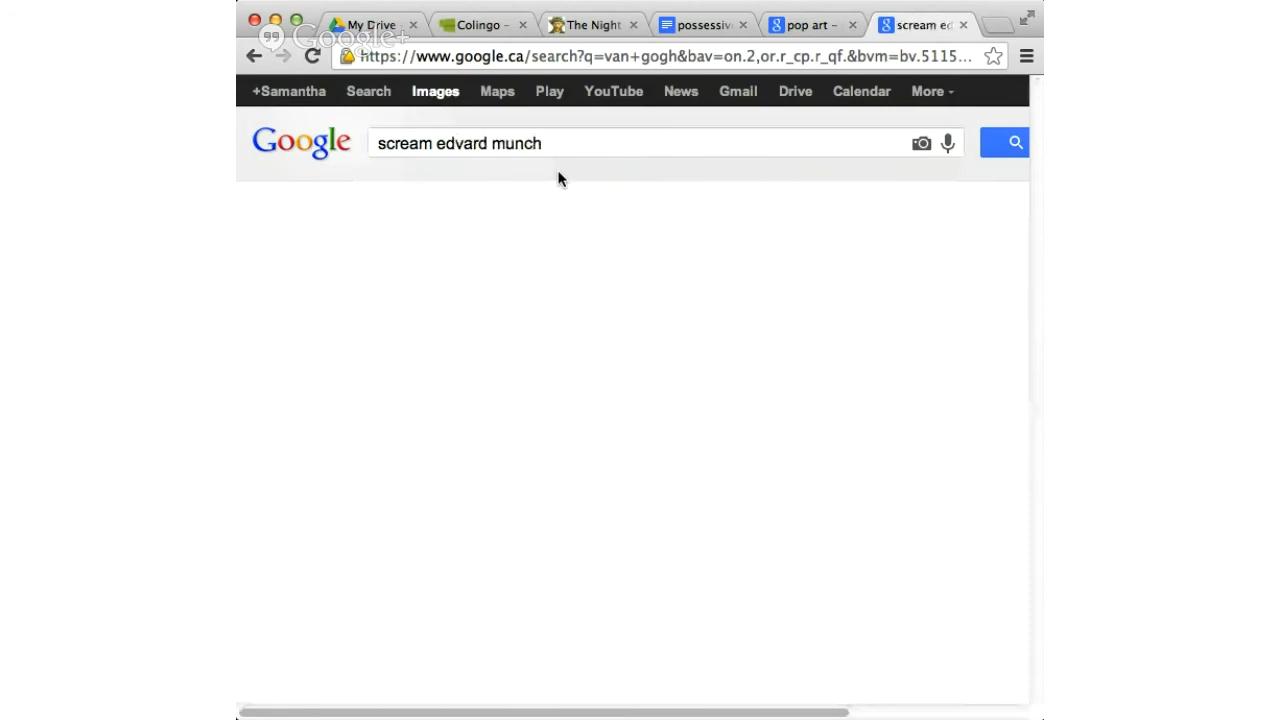 My Drive Colingo – The Night possessiv pop art – scream ed
Google+
https://www.google.ca/search?q=van+gogh&bav=on.2,or.r_cp.r_qf.&bvm=bv.5115...
+Samantha Search Images Maps Play YouTube News Gmail Drive Calendar More
Google scream edvard munch